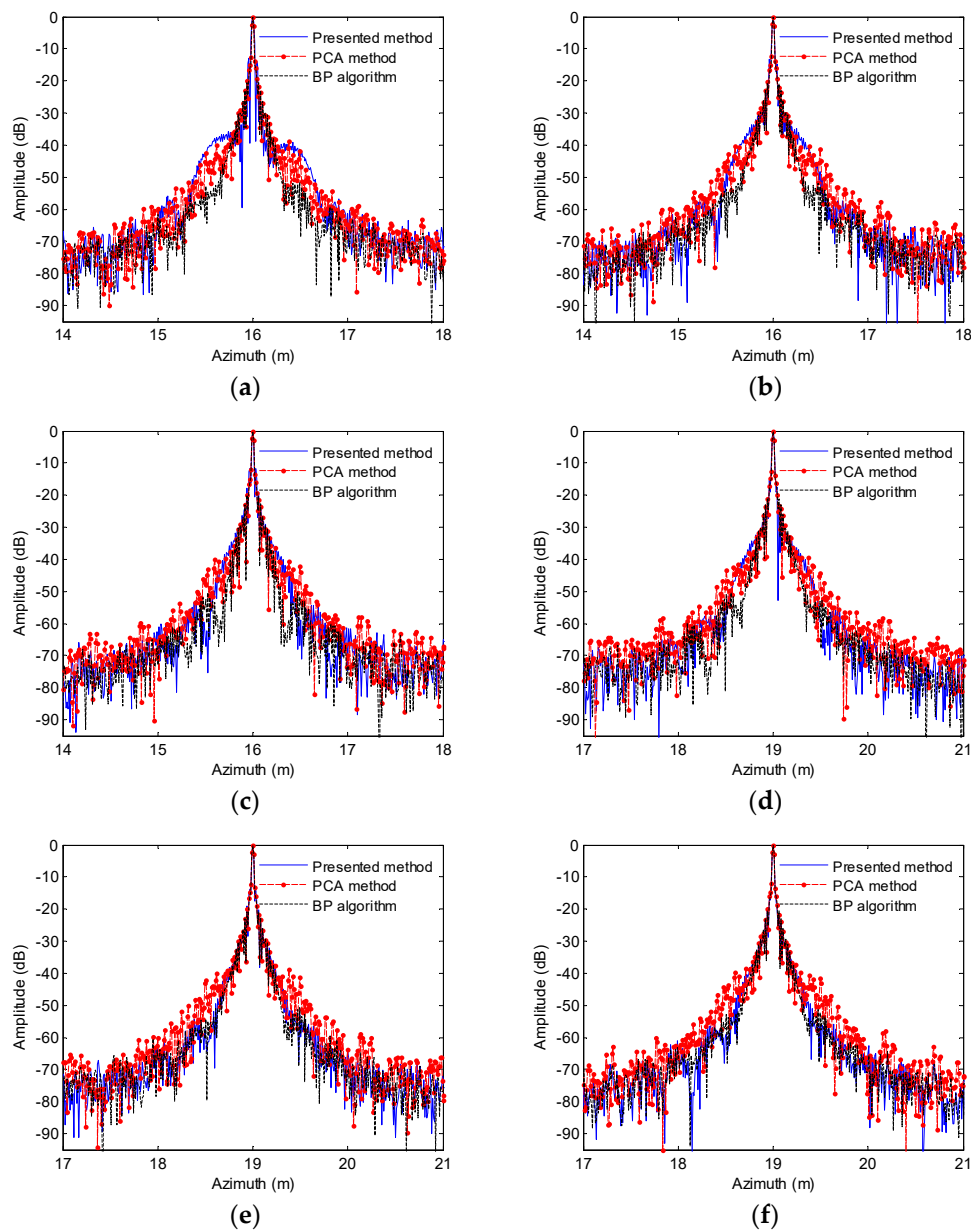 0
-10
-20
-30
-40
-50
-60
-70
-80
-90
14
15
16
17
18
Amplitude (dB)
Azimuth (m)
Presented method
PCA method
BP algorithm
(a)
0
-10
-20
-30
-40
-50
-60
-70
-80
-90
14
15
16
17
18
Amplitude (dB)
Azimuth (m)
Presented method
PCA method
BP algorithm
(b)
0
-10
-20
-30
-40
-50
-60
-70
-80
-90
14
15
16
17
18
Amplitude (dB)
Azimuth (m)
Presented method
PCA method
BP algorithm
(c)
0
-10
-20
-30
-40
-50
-60
-70
-80
-90
17
18
19
20
21
Amplitude (dB)
Azimuth (m)
Presented method
PCA method
BP algorithm
(d)
0
-10
-20
-30
-40
-50
-60
-70
-80
-90
17
18
19
20
21
Amplitude (dB)
Azimuth (m)
Presented method
PCA method
BP algorithm
(e)
0
-10
-20
-30
-40
-50
-60
-70
-80
-90
17
18
19
20
21
Amplitude (dB)
Azimuth (m)
Presented method
PCA method
BP algorithm
(f)